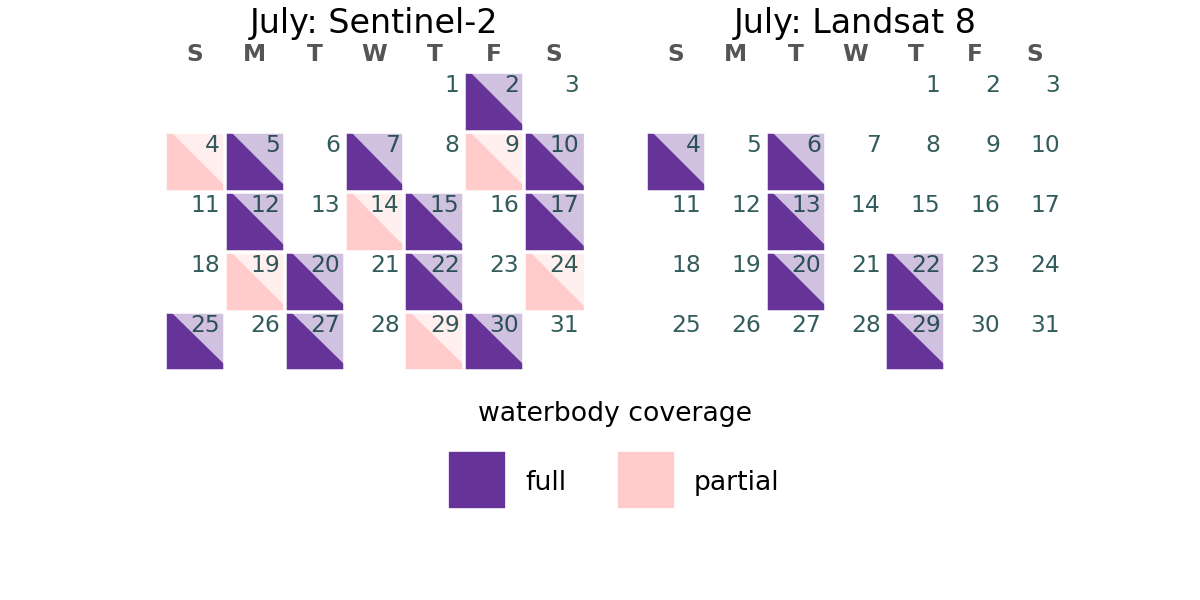 July: Sentinel-2
S M T W T F S
1 2 3
4 5 6 7 8 9 10
11 12 13 14 15 16 17
18 19 20 21 22 23 24
25 26 27 28 29 30 31
July: Landsat 8
S M T W T F S
1 2 3
4 5 6 7 8 9 10
11 12 13 14 15 16 17
18 19 20 21 22 23 24
25 26 27 28 29 30 31
waterbody coverage
full
partial